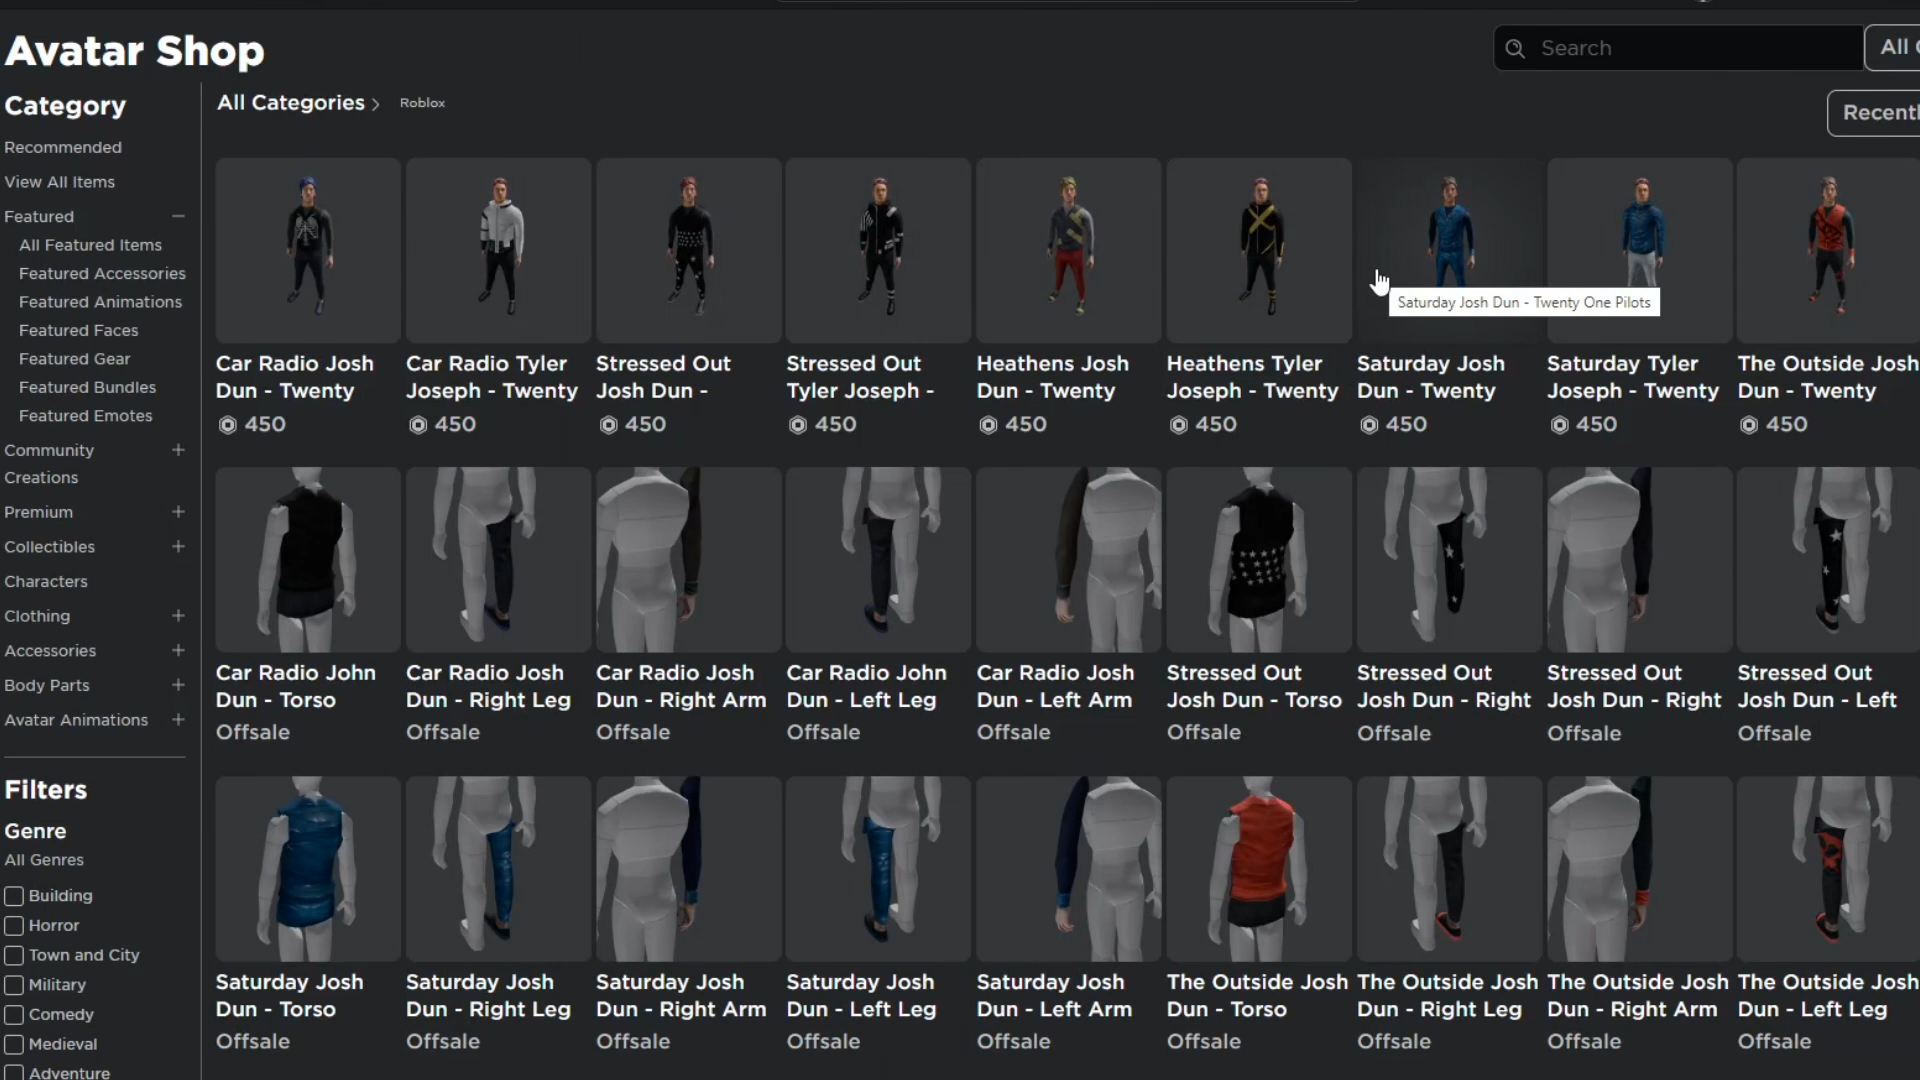 Avatar Shop
Search
All
Category
All Categories > Roblox
Recently
Recommended
View All Items
Featured
All Featured Items
Featured Accessories
Featured Animations
Featured Faces
Featured Gear
Featured Bundles
Featured Emotes
Community
Creations
Premium
Collectibles
Characters
Clothing
Accessories
Body Parts
Avatar Animations
Filters
Genre
All Genres
Building
Horror
Town and City
Military
Comedy
Medieval
Adventure
Saturday Josh Dun - Twenty One Pilots
Car Radio Josh
Dun - Twenty
450
Car Radio Tyler
Joseph - Twenty
450
Stressed Out
Josh Dun -
450
Stressed Out
Tyler Joseph -
450
Heathens Josh
Dun - Twenty
450
Heathens Tyler
Joseph - Twenty
450
Saturday Josh
Dun - Twenty
450
Saturday Tyler
Joseph - Twenty
450
The Outside Josh
Dun - Twenty
450
Car Radio John
Dun - Torso
Offsale
Car Radio Josh
Dun - Right Leg
Offsale
Car Radio Josh
Dun - Right Arm
Offsale
Car Radio John
Dun - Left Leg
Offsale
Car Radio Josh
Dun - Left Arm
Offsale
Stressed Out
Josh Dun - Torso
Offsale
Stressed Out
Josh Dun - Right
Offsale
Stressed Out
Josh Dun - Right
Offsale
Stressed Out
Josh Dun - Left
Offsale
Saturday Josh
Dun - Torso
Offsale
Saturday Josh
Dun - Right Leg
Offsale
Saturday Josh
Dun - Right Arm
Offsale
Saturday Josh
Dun - Left Leg
Offsale
Saturday Josh
Dun - Left Arm
Offsale
The Outside Josh
Dun - Torso
Offsale
The Outside Josh
Dun - Right Leg
Offsale
The Outside Josh
Dun - Right Arm
Offsale
The Outside Josh
Dun - Left Leg
Offsale